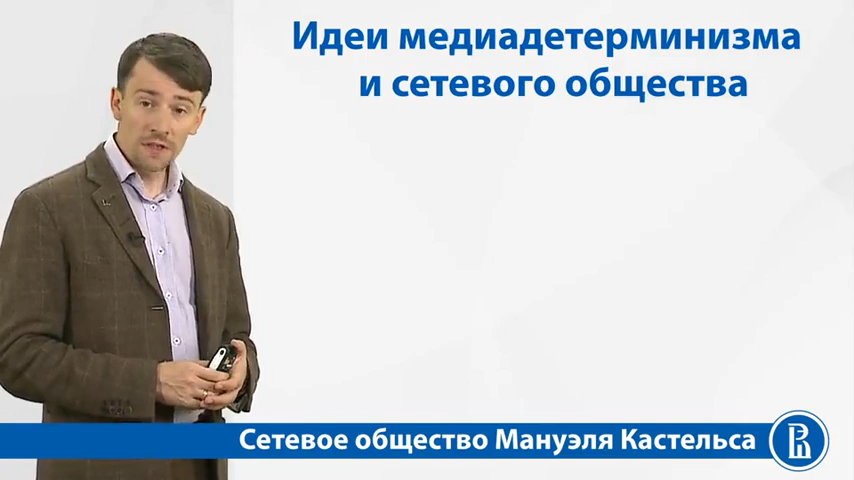 Идеи медиадетерминизма
и сетевого общества
Сетевое общество Мануэля Кастельса